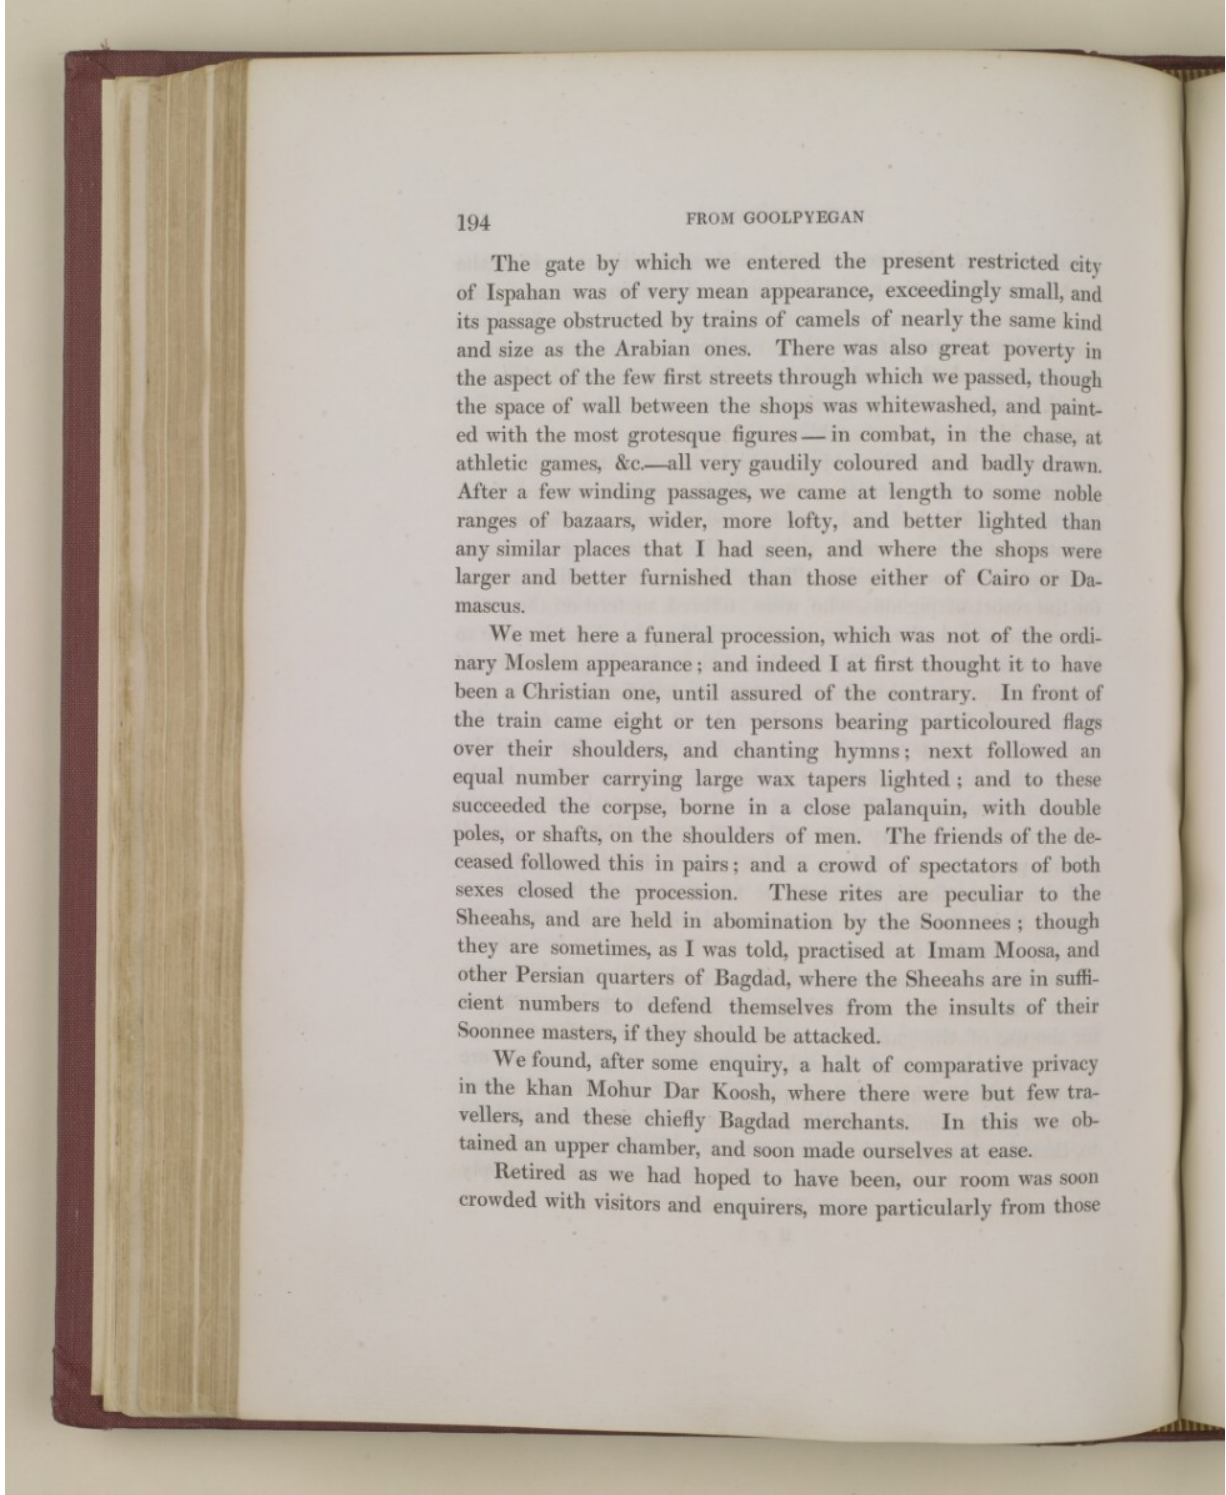 194
FROM GOOLPYEGAN
The gate by which we entered the present restricted city
of Ispahan was of very mean appearance, exceedingly small, and
its passage obstructed by trains of camels of nearly the same kind
and size as the Arabian ones. There was also great poverty in
the aspect of the few first streets through which we passed, though
the space of wall between the shops was whitewashed, and paint-
ed with the most grotesque figures — in combat, in the chase, at
athletic games, &c.—all very gaudily coloured and badly drawn.
After a few winding passages, we came at length to some noble
ranges of bazaars, wider, more lofty, and better lighted than
any similar places that I had seen, and where the shops were
larger and better furnished than those either of Cairo or Da-
mascus.
We met here a funeral procession, which was not of the ordi-
nary Moslem appearance; and indeed I at first thought it to have
been a Christian one, until assured of the contrary. In front of
the train came eight or ten persons bearing particoloured flags
over their shoulders, and chanting hymns; next followed an
equal number carrying large wax tapers lighted; and to these
succeeded the corpse, borne in a close palanquin, with double
poles, or shafts, on the shoulders of men. The friends of the de-
ceased followed this in pairs; and a crowd of spectators of both
sexes closed the procession. These rites are peculiar to the
Sheeahs, and are held in abomination by the Soonnees; though
they are sometimes, as I was told, practised at Imam Moosa, and
other Persian quarters of Bagdad, where the Sheeahs are in suffi-
cient numbers to defend themselves from the insults of their
Soonnee masters, if they should be attacked.
We found, after some enquiry, a halt of comparative privacy
in the khan Mohur Dar Koosh, where there were but few tra-
vellers, and these chiefly Bagdad merchants. In this we ob-
tained an upper chamber, and soon made ourselves at ease.
Retired as we had hoped to have been, our room was soon
crowded with visitors and enquirers, more particularly from those